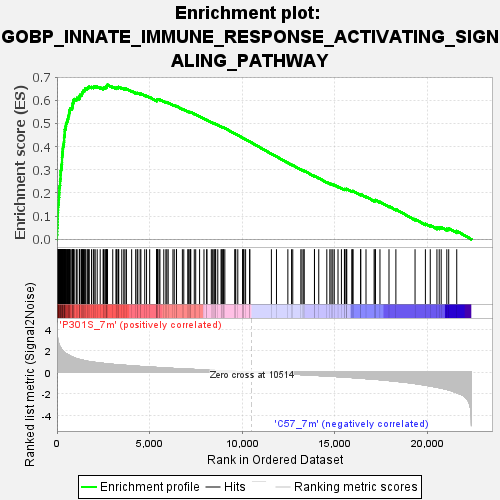 Enrichment plot:
GOBP_INNATE_IMMUNE_RESPONSE_ACTIVATING_SIGN
ALING_PATHWAY
Enrichment score (ES)
0.7
0.6
0.5
0.4
0.3
0.2
0.1
0.0
Ranked list metric (Signal2Noise)
4
2
0
-2
-4
'P301S_7m' (positively correlated)
Zero cross at 10514
'C57_7m' (negatively correlated)
0
5,000
10,000
15,000
20,000
Rank in Ordered Dataset
Enrichment profile
Hits
Ranking metric scores